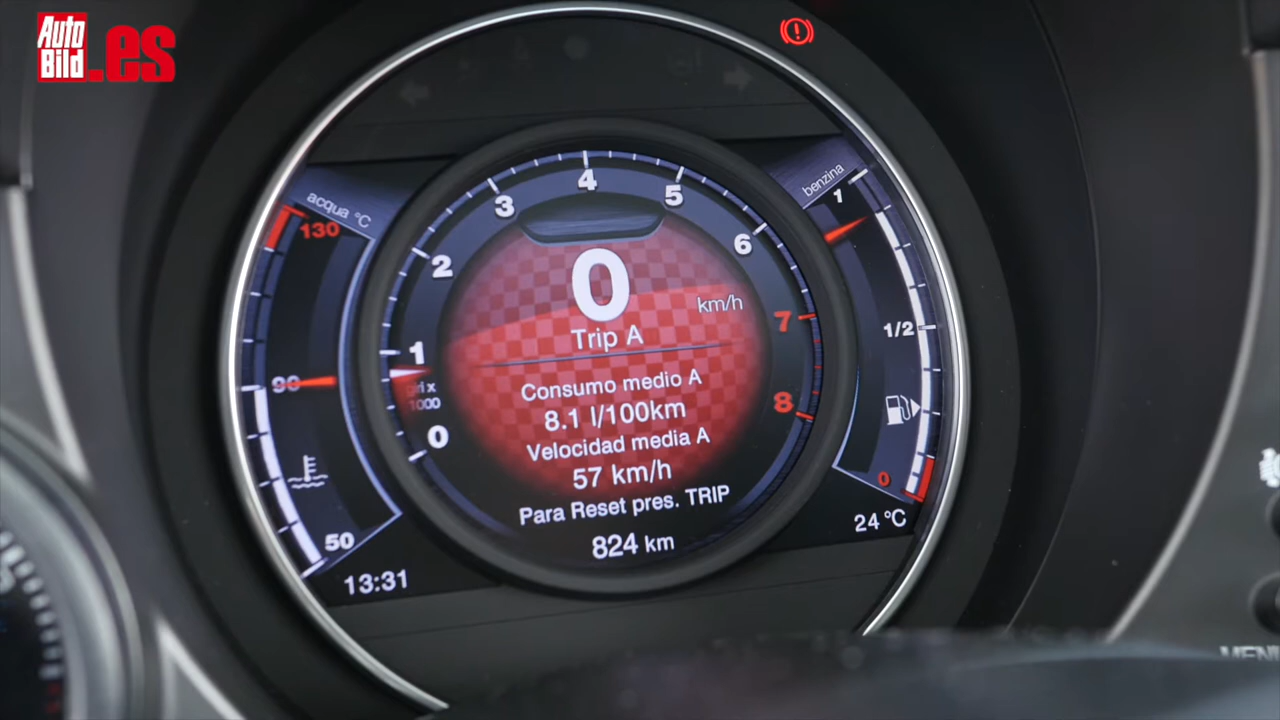 Auto
Bild
.es
acqua °C
130
90
50
13:31
0
1
2
3
4
5
6
7
8
giri x
1000
0
km/h
Trip A
Consumo medio A
8.1 l/100km
Velocidad media A
57 km/h
Para Reset pres. TRIP
824 km
benzina
1
1/2
0
24 °C
MENU